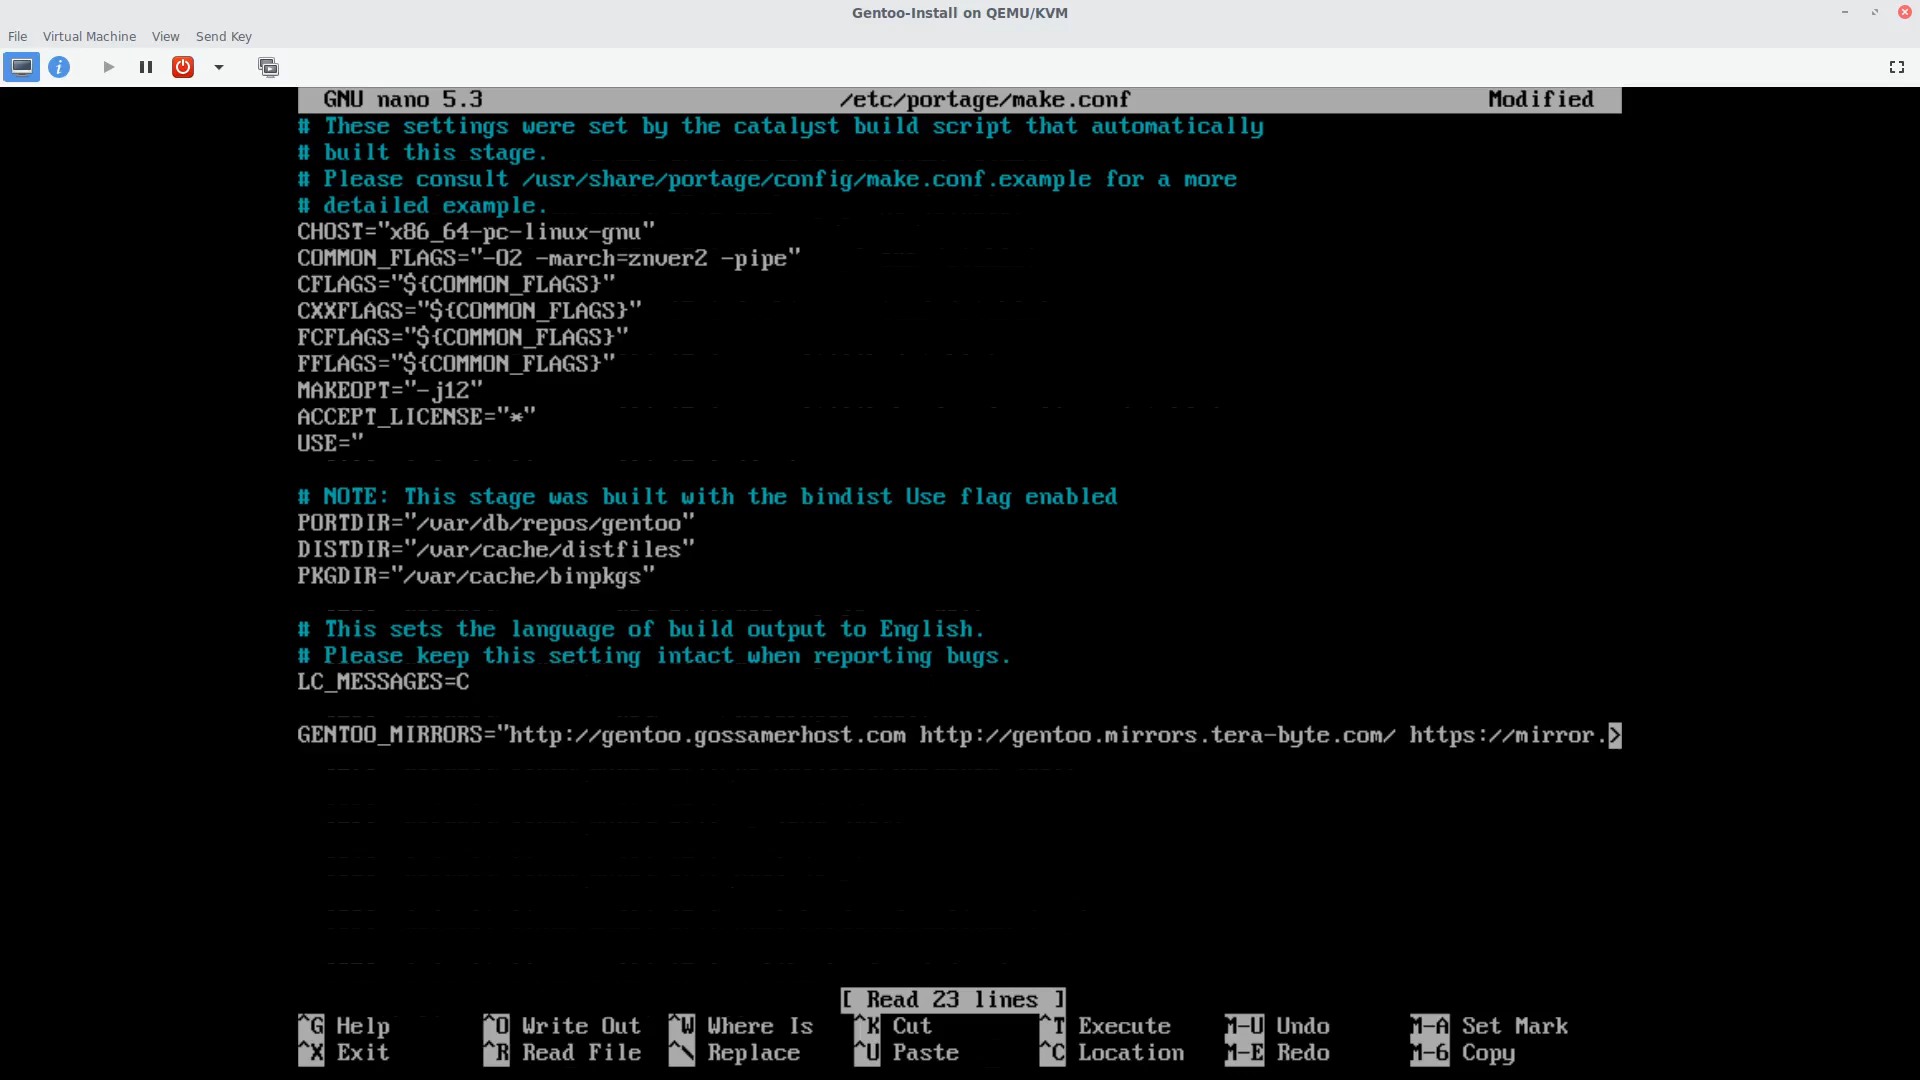 Gentoo-Install on QEMU/KVM
File Virtual Machine View Send Key
GNU nano 5.3 /etc/portage/make.conf Modified
# These settings were set by the catalyst build script that automatically
# built this stage.
# Please consult /usr/share/portage/config/make.conf.example for a more
# detailed example.
CHOST="x86_64-pc-linux-gnu"
COMMON_FLAGS="-O2 -march=znver2 -pipe"
CFLAGS="${COMMON_FLAGS}"
CXXFLAGS="${COMMON_FLAGS}"
FCFLAGS="${COMMON_FLAGS}"
FFLAGS="${COMMON_FLAGS}"
MAKEOPT="-j12"
ACCEPT_LICENSE="*"
USE="
# NOTE: This stage was built with the bindist Use flag enabled
PORTDIR="/var/db/repos/gentoo"
DISTDIR="/var/cache/distfiles"
PKGDIR="/var/cache/binpkgs"
# This sets the language of build output to English.
# Please keep this setting intact when reporting bugs.
LC_MESSAGES=C
GENTOO_MIRRORS="http://gentoo.gossamerhost.com http://gentoo.mirrors.tera-byte.com/ https://mirror.>
[ Read 23 lines ]
^G Help ^O Write Out ^W Where Is ^K Cut ^T Execute M-U Undo M-A Set Mark
^X Exit ^R Read File ^\ Replace ^U Paste ^C Location M-E Redo M-6 Copy